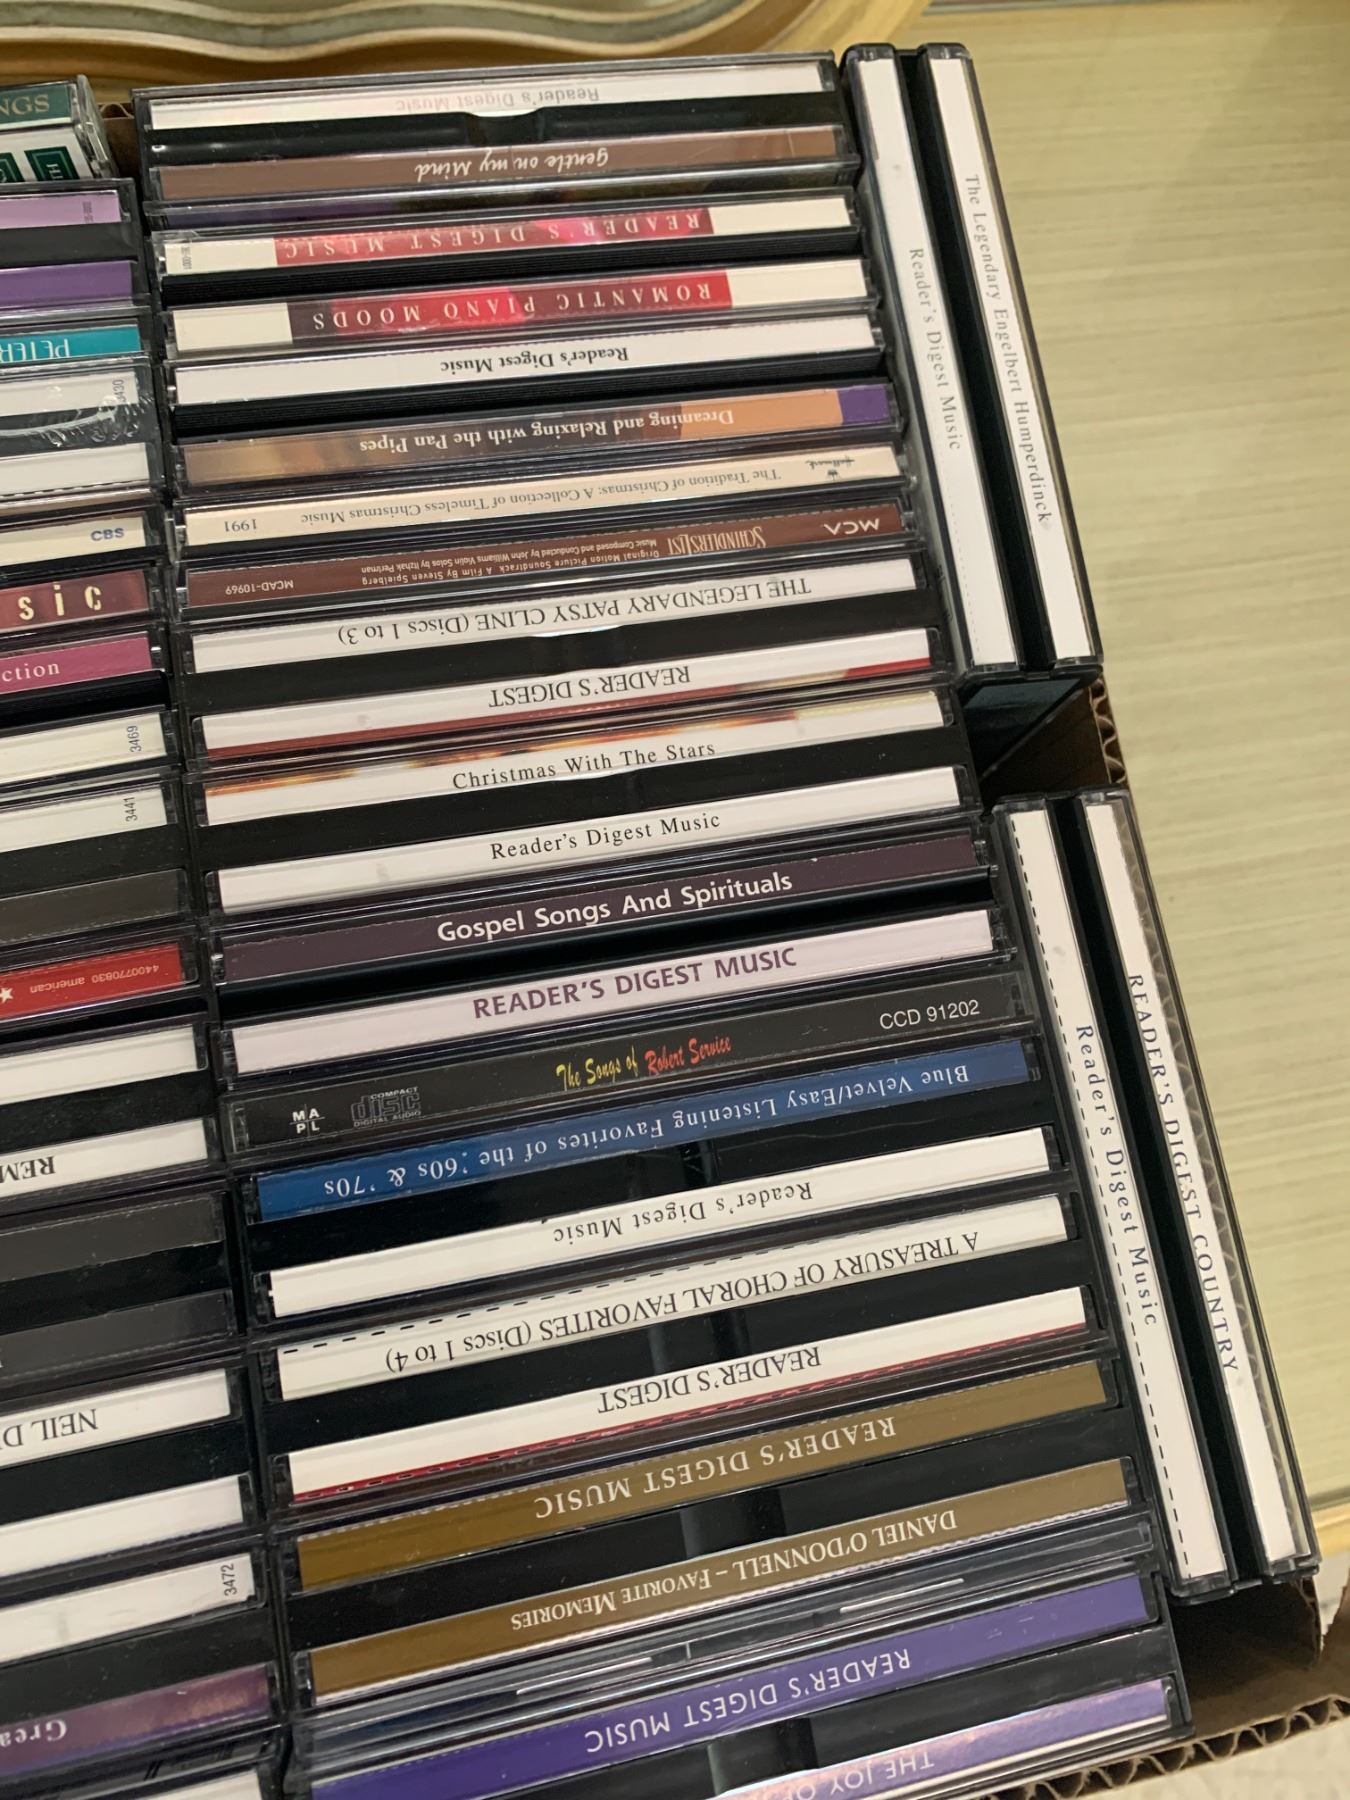 NGS
PETER
3430
CBS
sic
ction
3469
3441
4400770830 american
REM
NEIL D
3472
Grea
Reader's Digest Music
Gentle on my Mind
READER'S DIGEST MUSIC
ROMANTIC PIANO MOODS
Reader's Digest Music
Dreaming and Relaxing with the Pan Pipes
Hallmark The Tradition of Christmas: A Collection of Timeless Christmas Music 1991
MCA SCHINDLER'S LIST Original Motion Picture Soundtrack A Film By Steven Spielberg MCAD-10969
Music Composed and Conducted by John Williams Violin Solos by Itzhak Perlman
THE LEGENDARY PATSY CLINE (Discs 1 to 3)
READER'S DIGEST
Christmas With The Stars
Reader's Digest Music
Gospel Songs And Spirituals
READER'S DIGEST MUSIC
MAPL COMPACT disc DIGITAL AUDIO The Songs of Robert Service CCD 91202
Blue Velvet/Easy Listening Favorites of the '60s & '70s
Reader's Digest Music
A TREASURY OF CHORAL FAVORITES (Discs 1 to 4)
READER'S DIGEST
READER'S DIGEST MUSIC
DANIEL O'DONNELL – FAVORITE MEMORIES
READER'S DIGEST MUSIC
THE JOY OF
Reader's Digest Music
The Legendary Engelbert Humperdinck
Reader's Digest Music
READER'S DIGEST COUNTRY